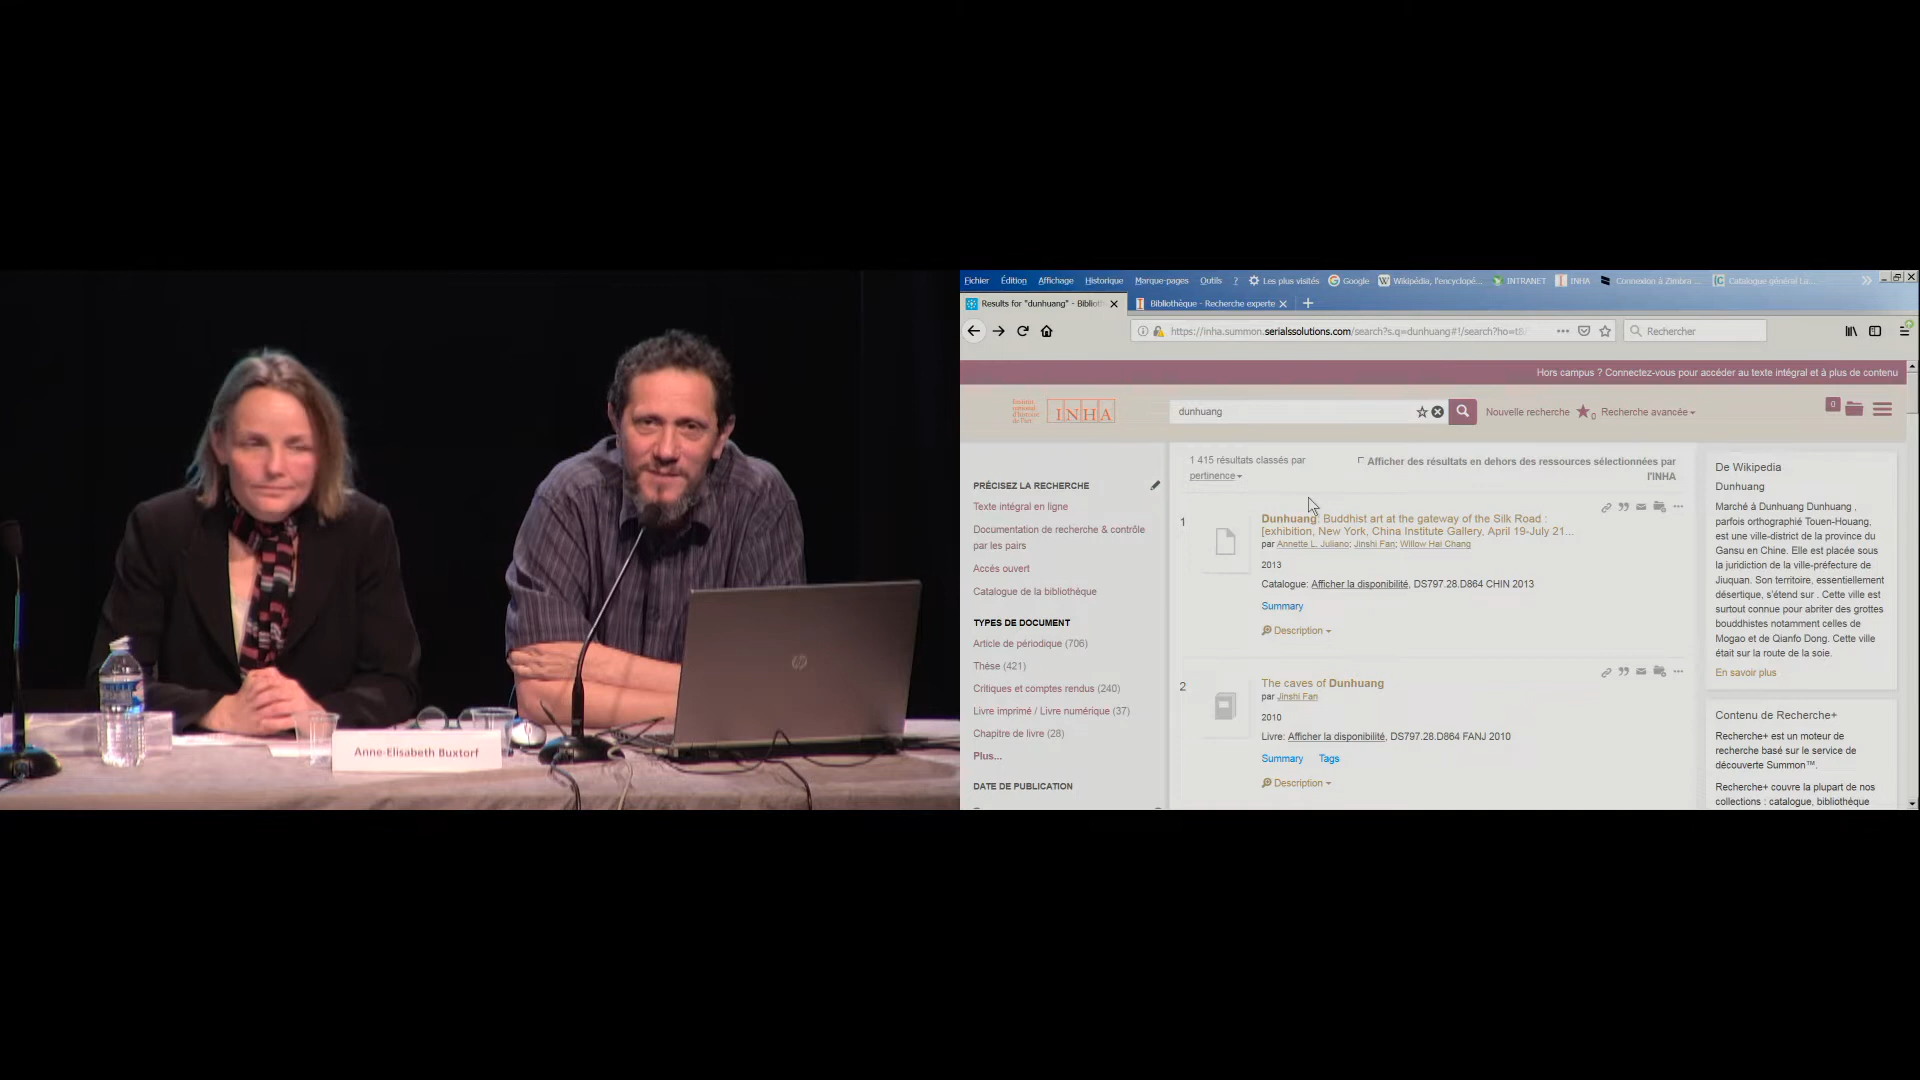 Anne-Elisabeth Buxtorf
hp
Fichier Édition Affichage Historique Marque-pages Outils ? Les plus visités Google Wikipédia, l'encyclopé... INTRANET INHA Connexion à Zimbra ... Catalogue général
Results for "dunhuang" - Biblioth
Bibliothèque - Recherche experte
https://inha.summon.serialssolutions.com/search?s.q=dunhuang#!/search?ho=t&
Rechercher
Hors campus ? Connectez-vous pour accéder au texte intégral et à plus de contenu
Institut
national
d'histoire
de l'art
INHA
dunhuang
Nouvelle recherche
0
Recherche avancée
0
PRÉCISEZ LA RECHERCHE
Texte intégral en ligne
Documentation de recherche & contrôle
par les pairs
Accès ouvert
Catalogue de la bibliothèque
TYPES DE DOCUMENT
Article de périodique (706)
Thèse (421)
Critiques et comptes rendus (240)
Livre imprimé / Livre numérique (37)
Chapitre de livre (28)
Plus...
DATE DE PUBLICATION
1 415 résultats classés par
pertinence
Afficher des résultats en dehors des ressources sélectionnées par
l'INHA
1
Dunhuang: Buddhist art at the gateway of the Silk Road :
[exhibition, New York, China Institute Gallery, April 19-July 21...
par Annette L. Juliano; Jinshi Fan; Willow Hai Chang
2013
Catalogue: Afficher la disponibilité, DS797.28.D864 CHIN 2013
Summary
Description
2
The caves of Dunhuang
par Jinshi Fan
2010
Livre: Afficher la disponibilité, DS797.28.D864 FANJ 2010
Summary Tags
Description
De Wikipedia
Dunhuang
Marché à Dunhuang Dunhuang ,
parfois orthographié Touen-Houang,
est une ville-district de la province du
Gansu en Chine. Elle est placée sous
la juridiction de la ville-préfecture de
Jiuquan. Son territoire, essentiellement
désertique, s'étend sur . Cette ville est
surtout connue pour abriter des grottes
bouddhistes notamment celles de
Mogao et de Qianfo Dong. Cette ville
était sur la route de la soie.
En savoir plus
Contenu de Recherche+
Recherche+ est un moteur de
recherche basé sur le service de
découverte Summon™.
Recherche+ couvre la plupart de nos
collections : catalogue, bibliothèque